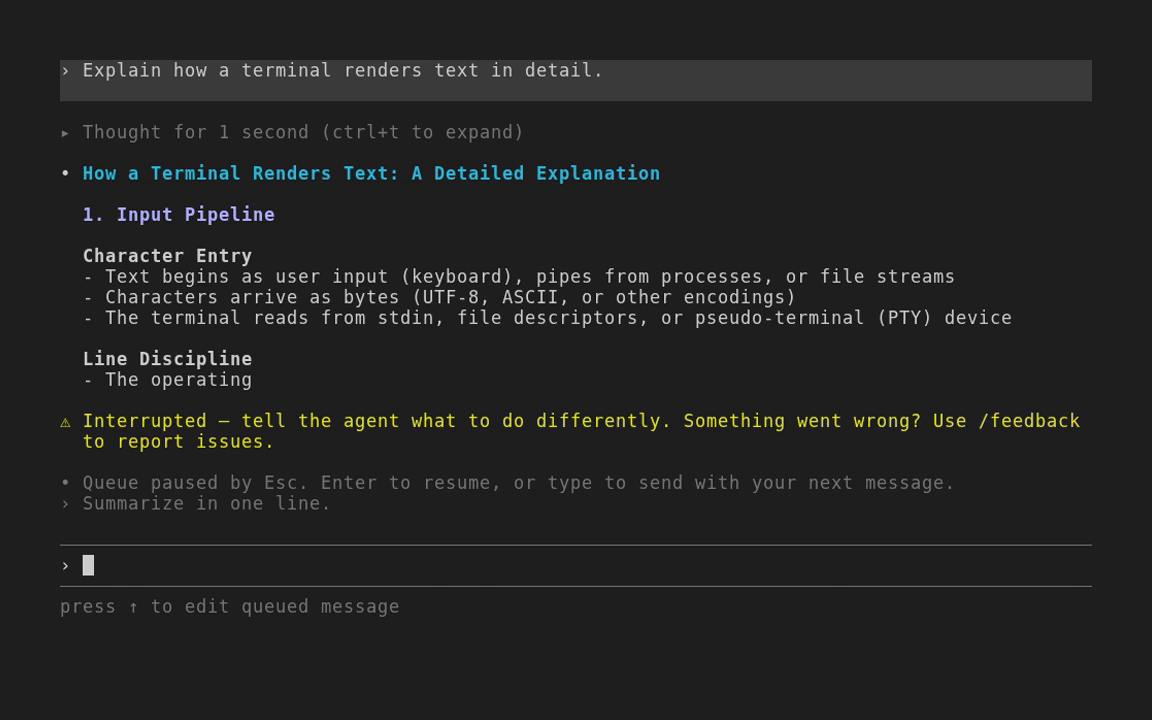 › Explain how a terminal renders text in detail.
▸ Thought for 1 second (ctrl+t to expand)
• How a Terminal Renders Text: A Detailed Explanation
1. Input Pipeline
Character Entry
- Text begins as user input (keyboard), pipes from processes, or file streams
- Characters arrive as bytes (UTF-8, ASCII, or other encodings)
- The terminal reads from stdin, file descriptors, or pseudo-terminal (PTY) device
Line Discipline
- The operating
⚠ Interrupted — tell the agent what to do differently. Something went wrong? Use /feedback
to report issues.
• Queue paused by Esc. Enter to resume, or type to send with your next message.
› Summarize in one line.
›
press ↑ to edit queued message